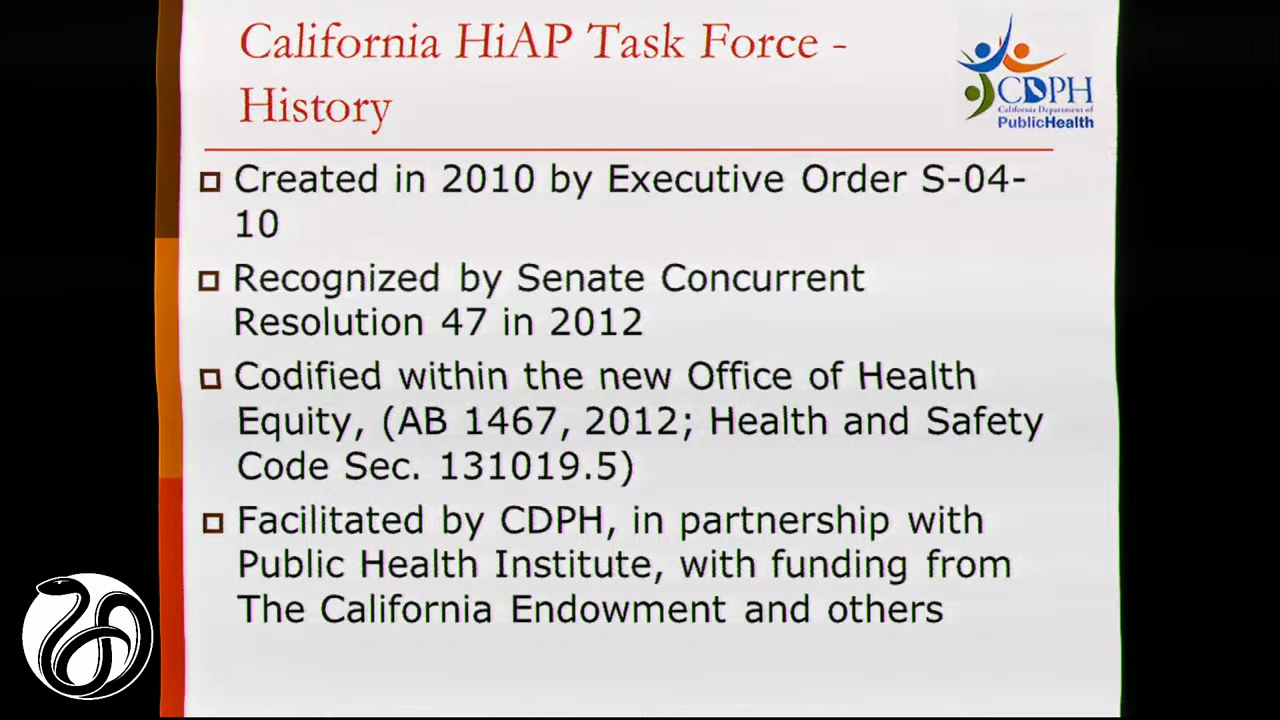 California HiAP Task Force -
History
CDPH
California Department of
PublicHealth
Created in 2010 by Executive Order S-04-
10
Recognized by Senate Concurrent
Resolution 47 in 2012
Codified within the new Office of Health
Equity, (AB 1467, 2012; Health and Safety
Code Sec. 131019.5)
Facilitated by CDPH, in partnership with
Public Health Institute, with funding from
The California Endowment and others